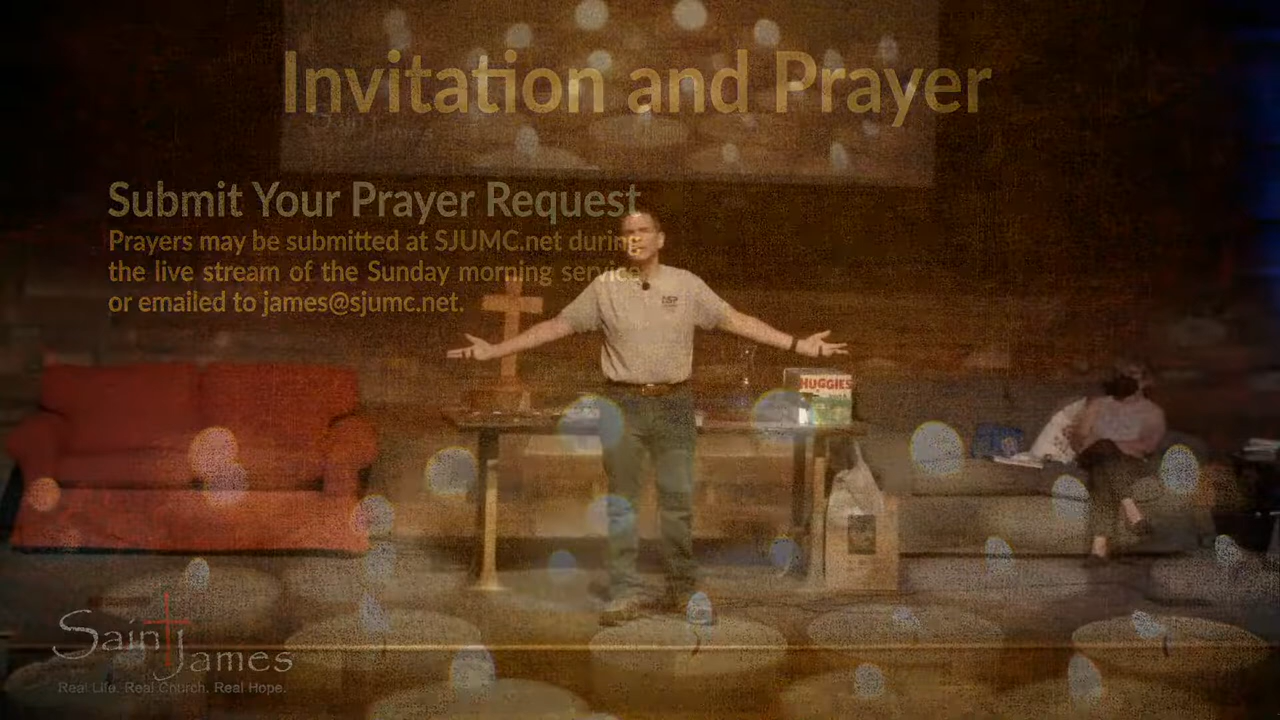 Invitation and Prayer
Saint James
Submit Your Prayer Request
Prayers may be submitted at SJUMC.net during
the live stream of the Sunday morning service
or emailed to james@sjumc.net.
HUGGIES
Saint James
Real Life. Real Church. Real Hope.